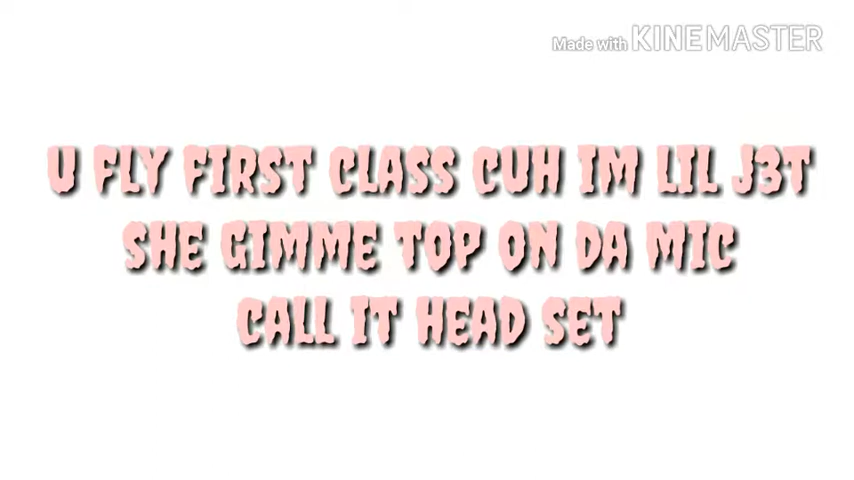 Made with KINEMASTER
U FLY FIRST CLASS CUH IM LIL J3T
SHE GIMME TOP ON DA MIC
CALL IT HEAD SET